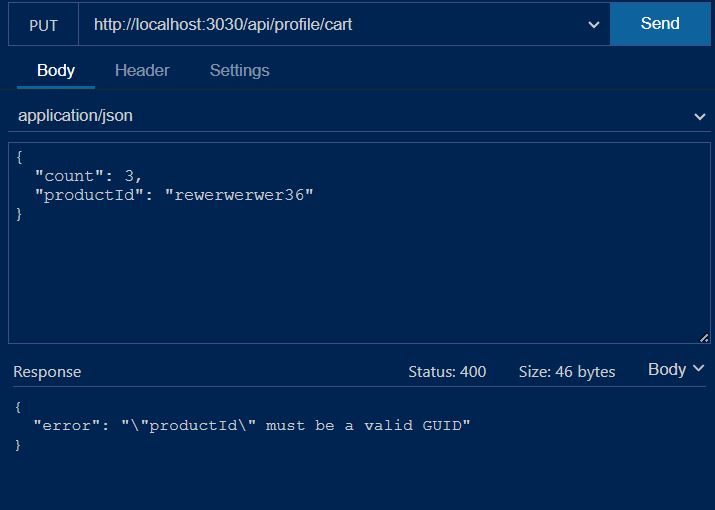 PUT http://localhost:3030/api/profile/cart Send
Body Header Settings
application/json
{
"count": 3,
"productId": "rewerwerwer36"
}
Response Status: 400 Size: 46 bytes Body
{
"error": "\"productId\" must be a valid GUID"
}